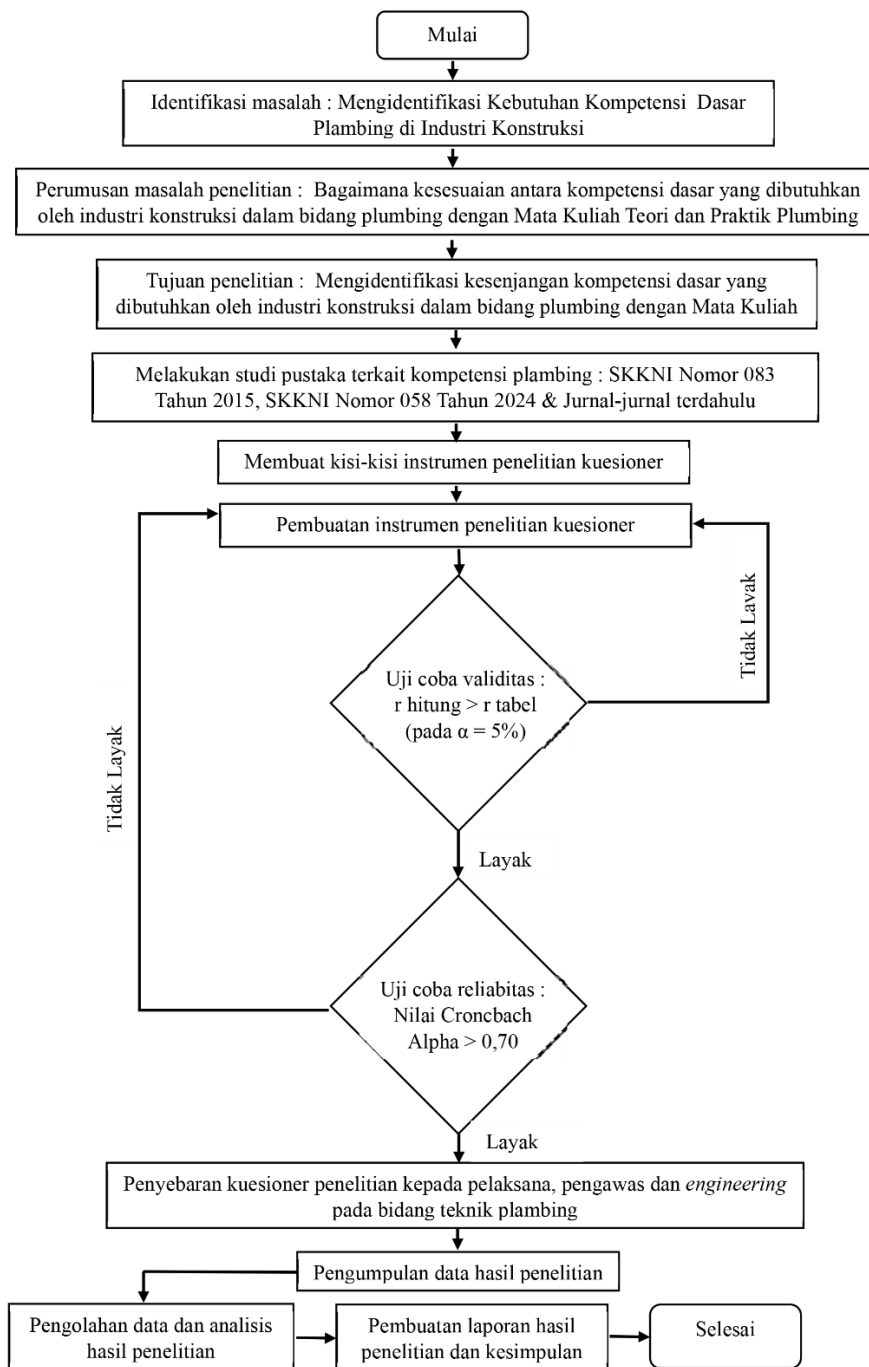 Mulai
Identifikasi masalah : Mengidentifikasi Kebutuhan Kompetensi Dasar
Plambing di Industri Konstruksi
Perumusan masalah penelitian : Bagaimana kesesuaian antara kompetensi dasar yang dibutuhkan
oleh industri konstruksi dalam bidang plumbing dengan Mata Kuliah Teori dan Praktik Plumbing
Tujuan penelitian : Mengidentifikasi kesenjangan kompetensi dasar yang
dibutuhkan oleh industri konstruksi dalam bidang plumbing dengan Mata Kuliah
Melakukan studi pustaka terkait kompetensi plambing : SKKNI Nomor 083
Tahun 2015, SKKNI Nomor 058 Tahun 2024 & Jurnal-jurnal terdahulu
Membuat kisi-kisi instrumen penelitian kuesioner
Pembuatan instrumen penelitian kuesioner
Tidak Layak
Uji coba validitas :
r hitung > r tabel
(pada α = 5%)
Tidak Layak
Layak
Uji coba reliabitas :
Nilai Croncbach
Alpha > 0,70
Layak
Penyebaran kuesioner penelitian kepada pelaksana, pengawas dan engineering
pada bidang teknik plambing
Pengumpulan data hasil penelitian
Pengolahan data dan analisis
hasil penelitian
Pembuatan laporan hasil
penelitian dan kesimpulan
Selesai